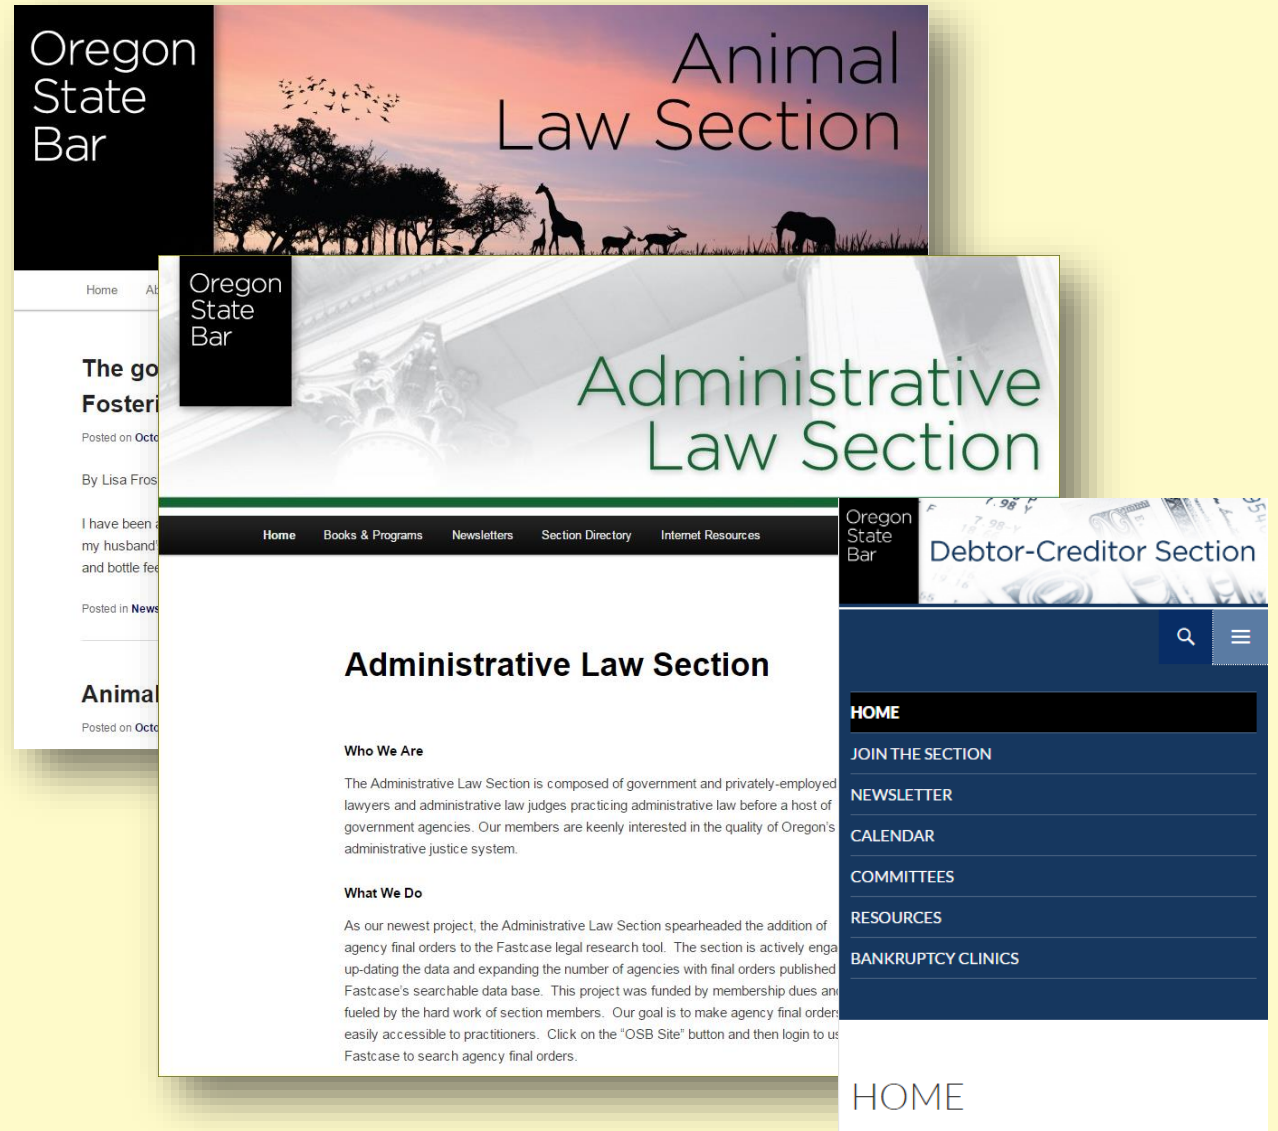 Oregon
State
Bar
Animal
Law Section
Home
The go
Fosteri
Posted on Octo
By Lisa Fros
I have been a
my husband'
and bottle fee
Posted in News
Animal
Posted on Octo
Oregon
State
Bar
Administrative
Law Section
Home Books & Programs Newsletters Section Directory Internet Resources
Administrative Law Section
Who We Are
The Administrative Law Section is composed of government and privately-employed
lawyers and administrative law judges practicing administrative law before a host of
government agencies. Our members are keenly interested in the quality of Oregon's
administrative justice system.
What We Do
As our newest project, the Administrative Law Section spearheaded the addition of
agency final orders to the Fastcase legal research tool. The section is actively enga
up-dating the data and expanding the number of agencies with final orders published
Fastcase's searchable data base. This project was funded by membership dues and
fueled by the hard work of section members. Our goal is to make agency final orders
easily accessible to practitioners. Click on the “OSB Site” button and then login to us
Fastcase to search agency final orders.
Oregon
State
Bar
Debtor-Creditor Section
HOME
JOIN THE SECTION
NEWSLETTER
CALENDAR
COMMITTEES
RESOURCES
BANKRUPTCY CLINICS
HOME